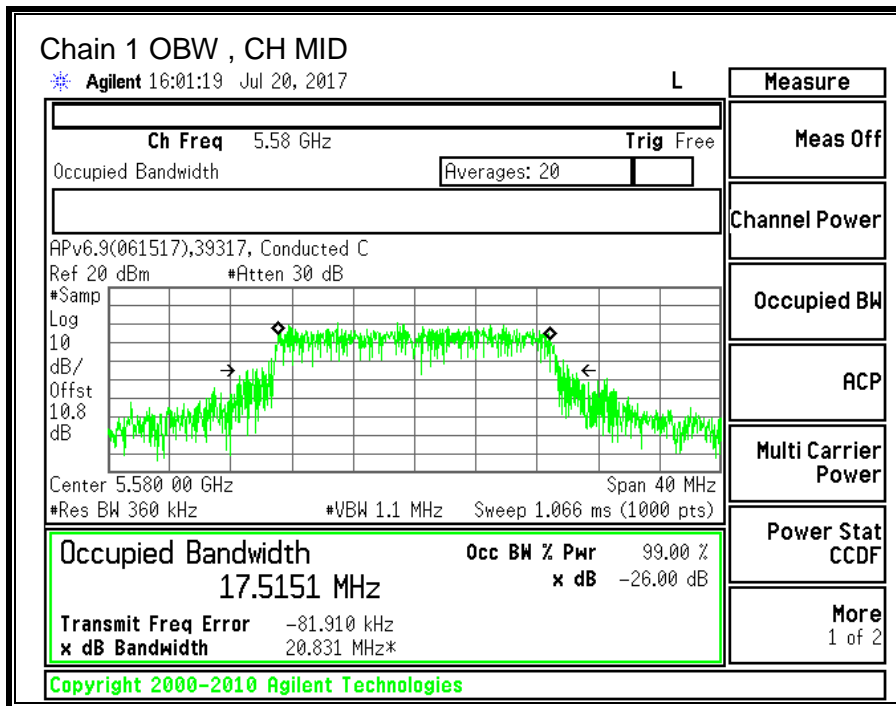 Chain 1 OBW , CH MID
Agilent 16:01:19 Jul 20, 2017 L
Measure
Ch Freq 5.58 GHz Trig Free
Occupied Bandwidth Averages: 20
APv6.9(061517),39317, Conducted C
Ref 20 dBm #Atten 30 dB
#Samp
Log
10
dB/
Offst
10.8
dB
Center 5.580 00 GHz Span 40 MHz
#Res BW 360 kHz #VBW 1.1 MHz Sweep 1.066 ms (1000 pts)
Occupied Bandwidth Occ BW % Pwr 99.00 %
17.5151 MHz x dB -26.00 dB
Transmit Freq Error -81.910 kHz
x dB Bandwidth 20.831 MHz*
Copyright 2000-2010 Agilent Technologies
Meas Off
Channel Power
Occupied BW
ACP
Multi Carrier
Power
Power Stat
CCDF
More
1 of 2